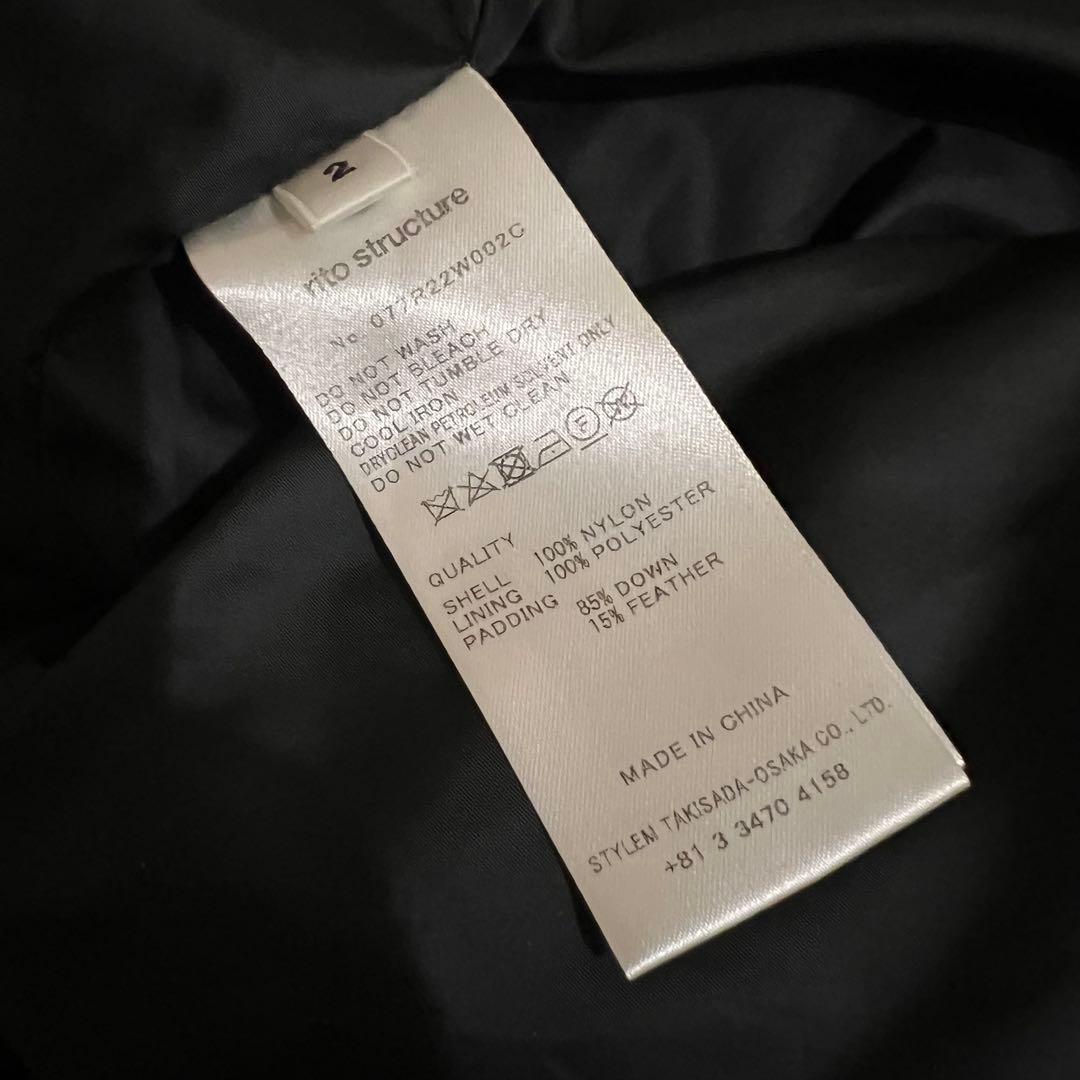 2
rito structure
No. 077R22W002C
DO NOT WASH
DO NOT BLEACH
DO NOT TUMBLE DRY
COOL IRON
DRYCLEAN PETROLEUM SOLVENT ONLY
DO NOT WET CLEAN
F
QUALITY
SHELL 100% NYLON
LINING 100% POLYESTER
PADDING 85% DOWN
15% FEATHER
MADE IN CHINA
STYLEM TAKISADA-OSAKA CO., LTD.
+81 3 3470 4158